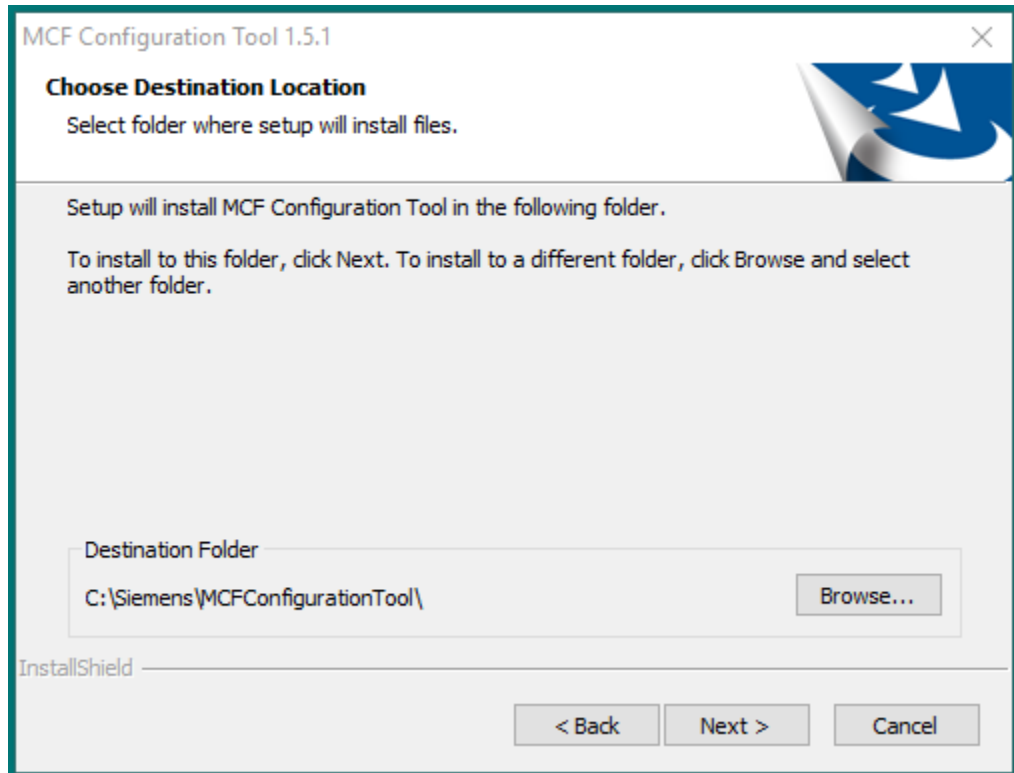 MCF Configuration Tool 1.5.1
Choose Destination Location
Select folder where setup will install files.
Setup will install MCF Configuration Tool in the following folder.
To install to this folder, click Next. To install to a different folder, click Browse and select
another folder.
Destination Folder
C:\Siemens\MCFConfigurationTool\
Browse...
InstallShield
< Back
Next >
Cancel